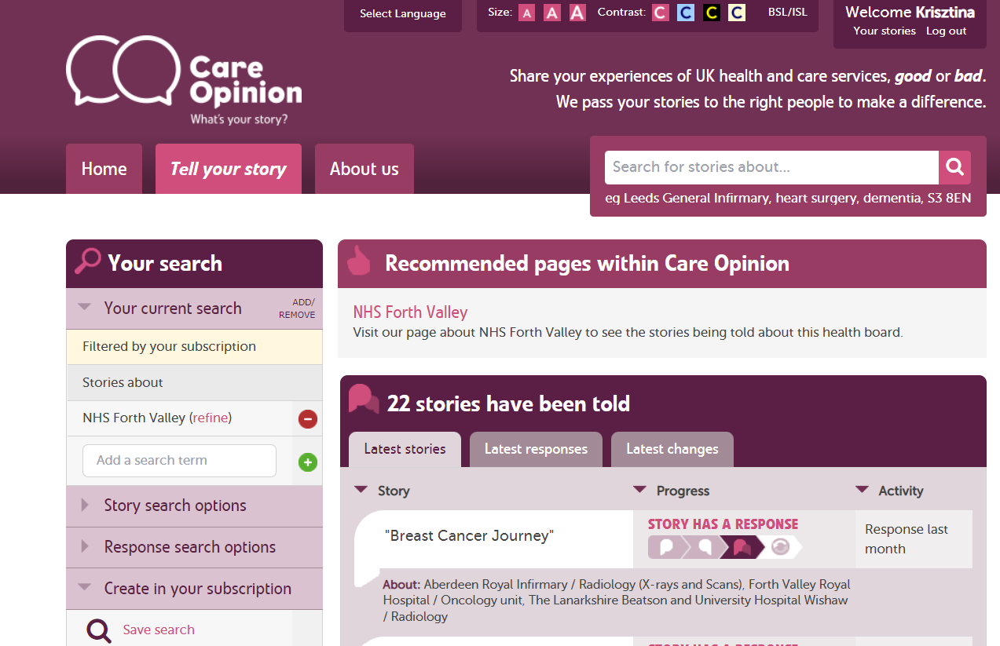 Select Language
Size: A A A Contrast: C C C C BSL/ISL
Welcome Krisztina
Your stories Log out
Care
Opinion
What's your story?
Share your experiences of UK health and care services, good or bad.
We pass your stories to the right people to make a difference.
Home
Tell your story
About us
Search for stories about...
eg Leeds General Infirmary, heart surgery, dementia, S3 8EN
Your search
Your current search
ADD/
REMOVE
Filtered by your subscription
Stories about
NHS Forth Valley (refine)
Add a search term
Story search options
Response search options
Create in your subscription
Save search
Recommended pages within Care Opinion
NHS Forth Valley
Visit our page about NHS Forth Valley to see the stories being told about this health board.
22 stories have been told
Latest stories
Latest responses
Latest changes
Story
Progress
Activity
"Breast Cancer Journey"
STORY HAS A RESPONSE
Response last
month
About: Aberdeen Royal Infirmary / Radiology (X-rays and Scans), Forth Valley Royal
Hospital / Oncology unit, The Lanarkshire Beatson and University Hospital Wishaw
/ Radiology
STORY HAS A RESPONSE